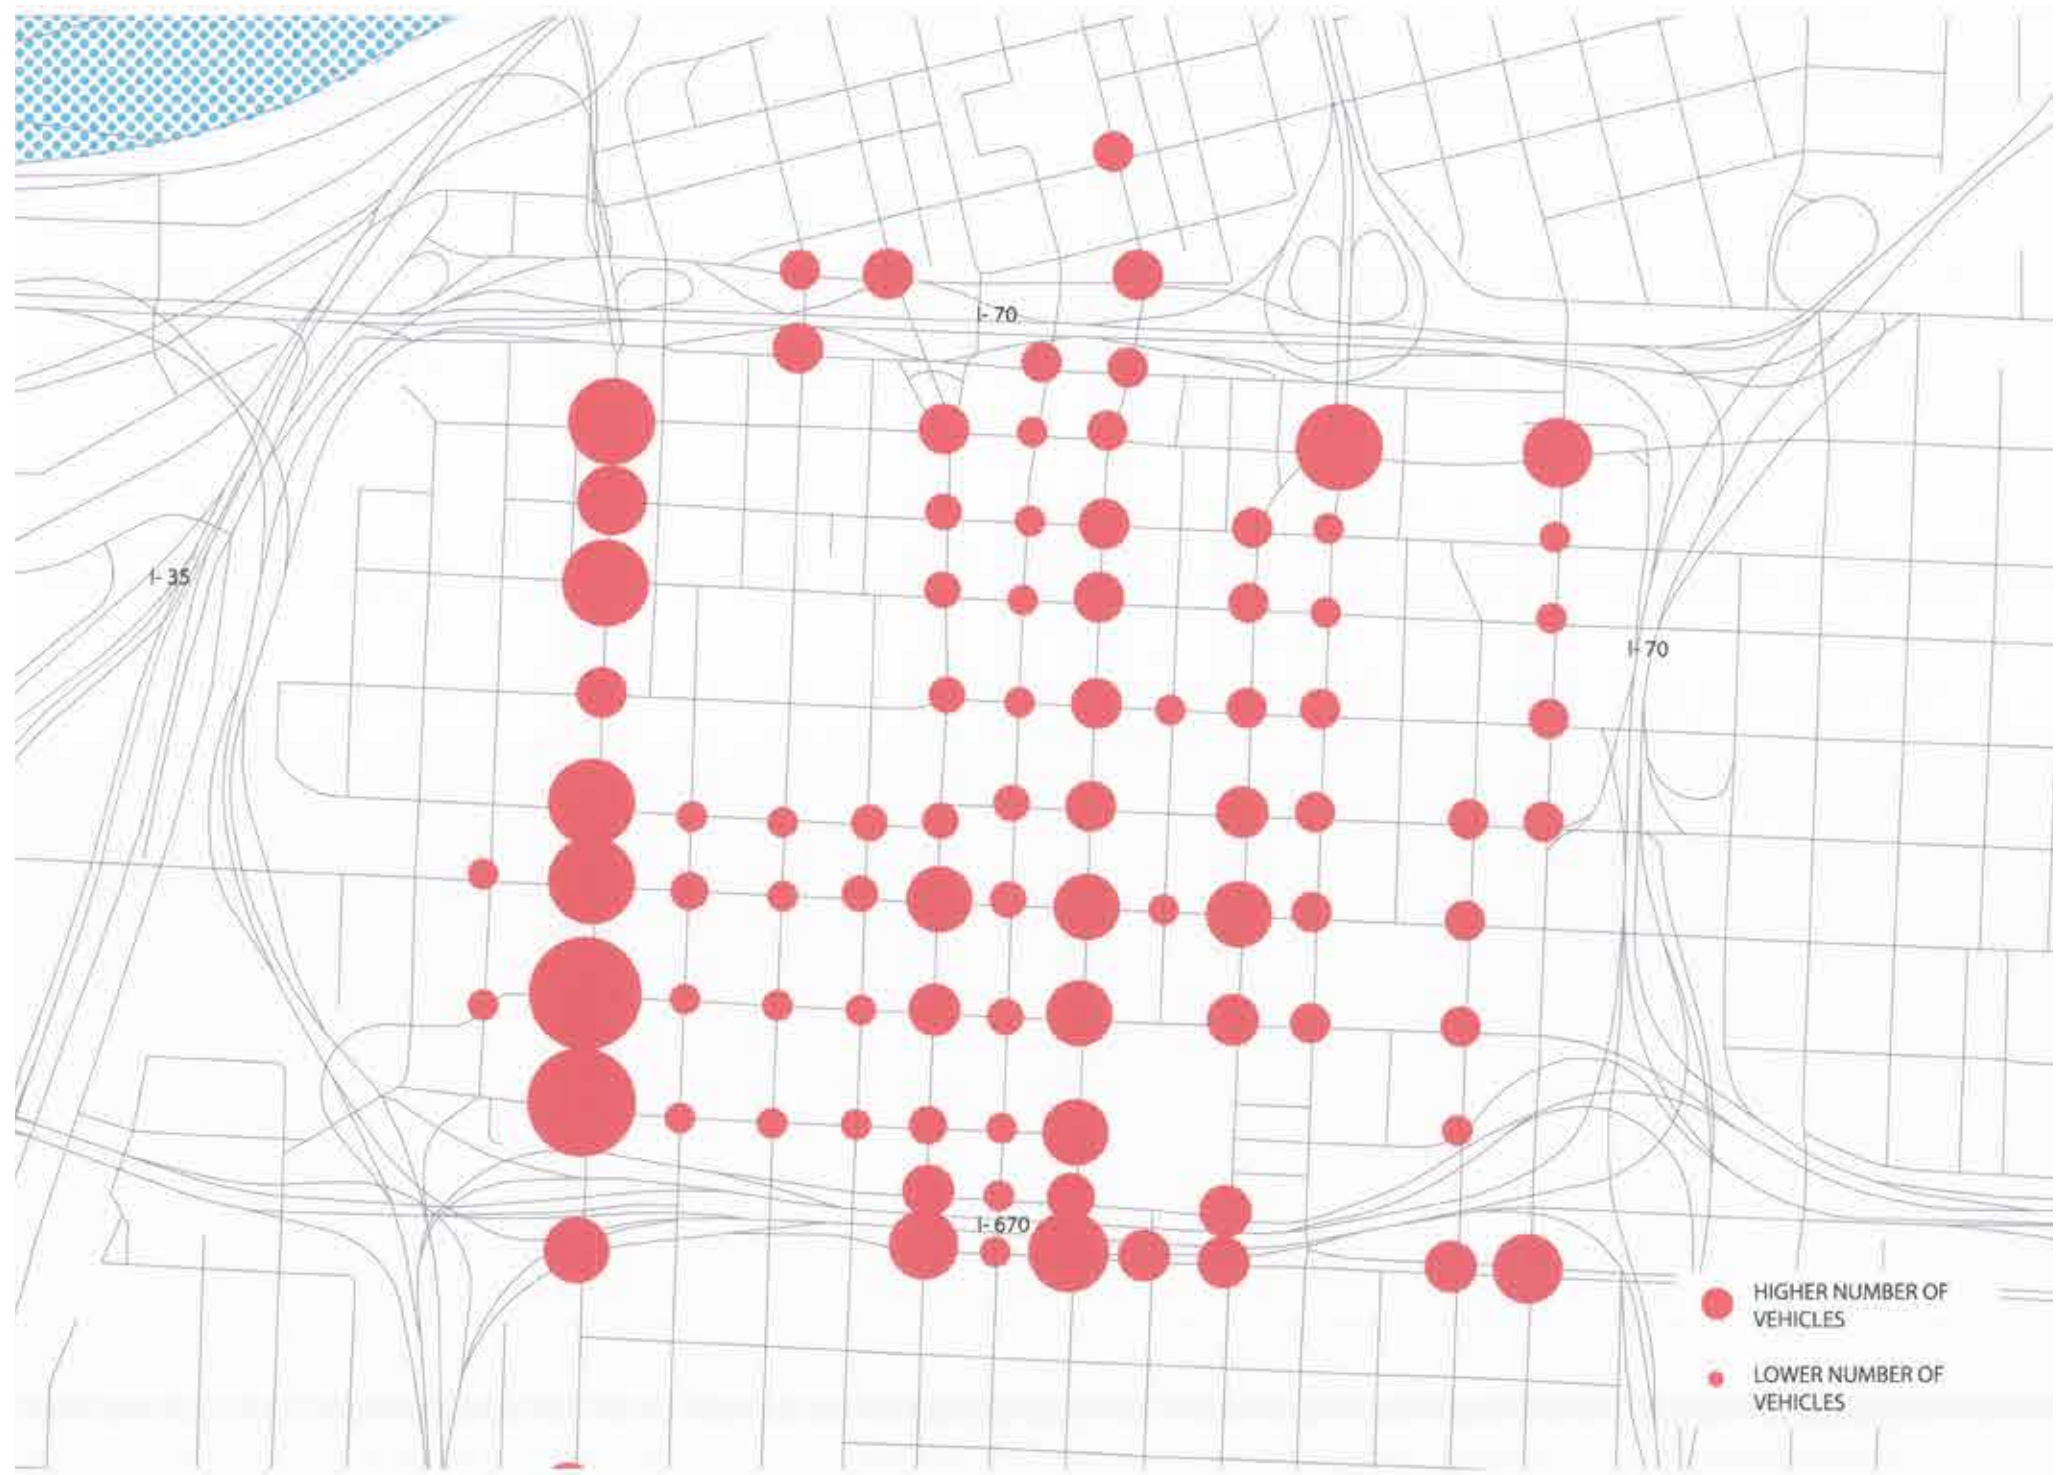 I- 70
I- 35
I- 70
I- 670
HIGHER NUMBER OF
VEHICLES
LOWER NUMBER OF
VEHICLES